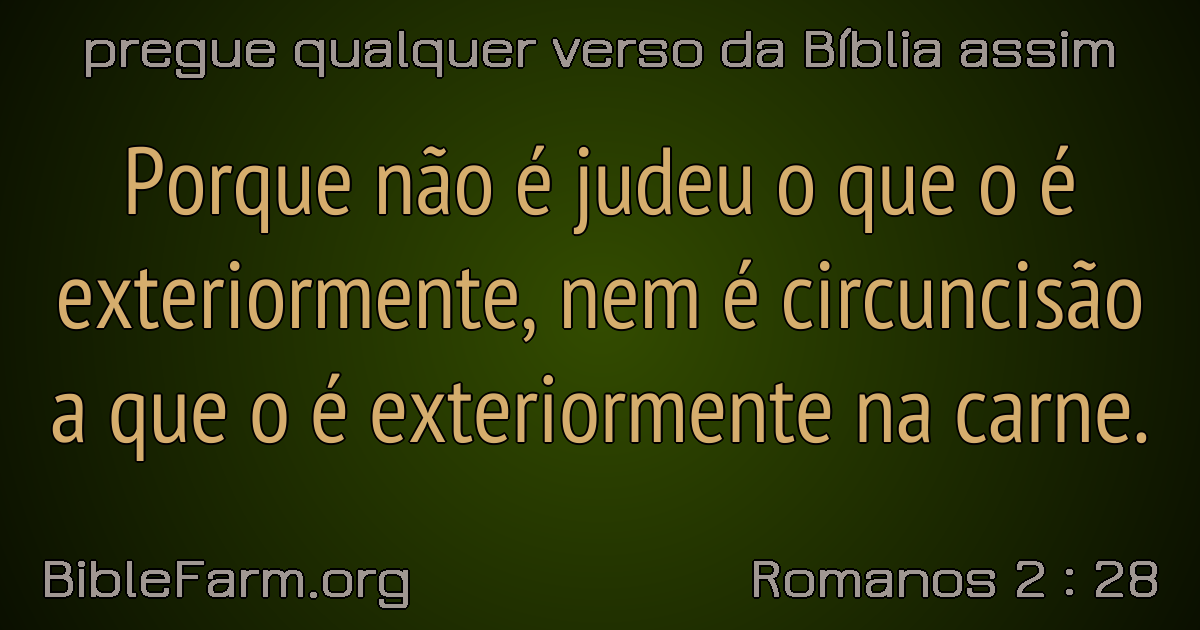 pregue qualquer verso da Bíblia assim
Porque não é judeu o que o é
exteriormente, nem é circuncisão
a que o é exteriormente na carne.
BibleFarm.org
Romanos 2 : 28